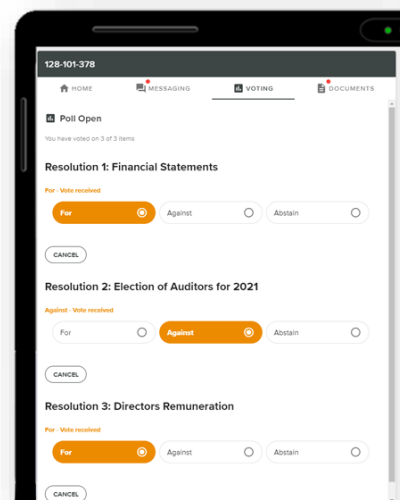 128-101-378
HOME MESSAGING VOTING DOCUMENTS
Poll Open
You have voted on 3 of 3 items
Resolution 1: Financial Statements
For - Vote received
For Against Abstain
CANCEL
Resolution 2: Election of Auditors for 2021
Against - Vote received
For Against Abstain
CANCEL
Resolution 3: Directors Remuneration
For - Vote received
For Against Abstain
CANCEL